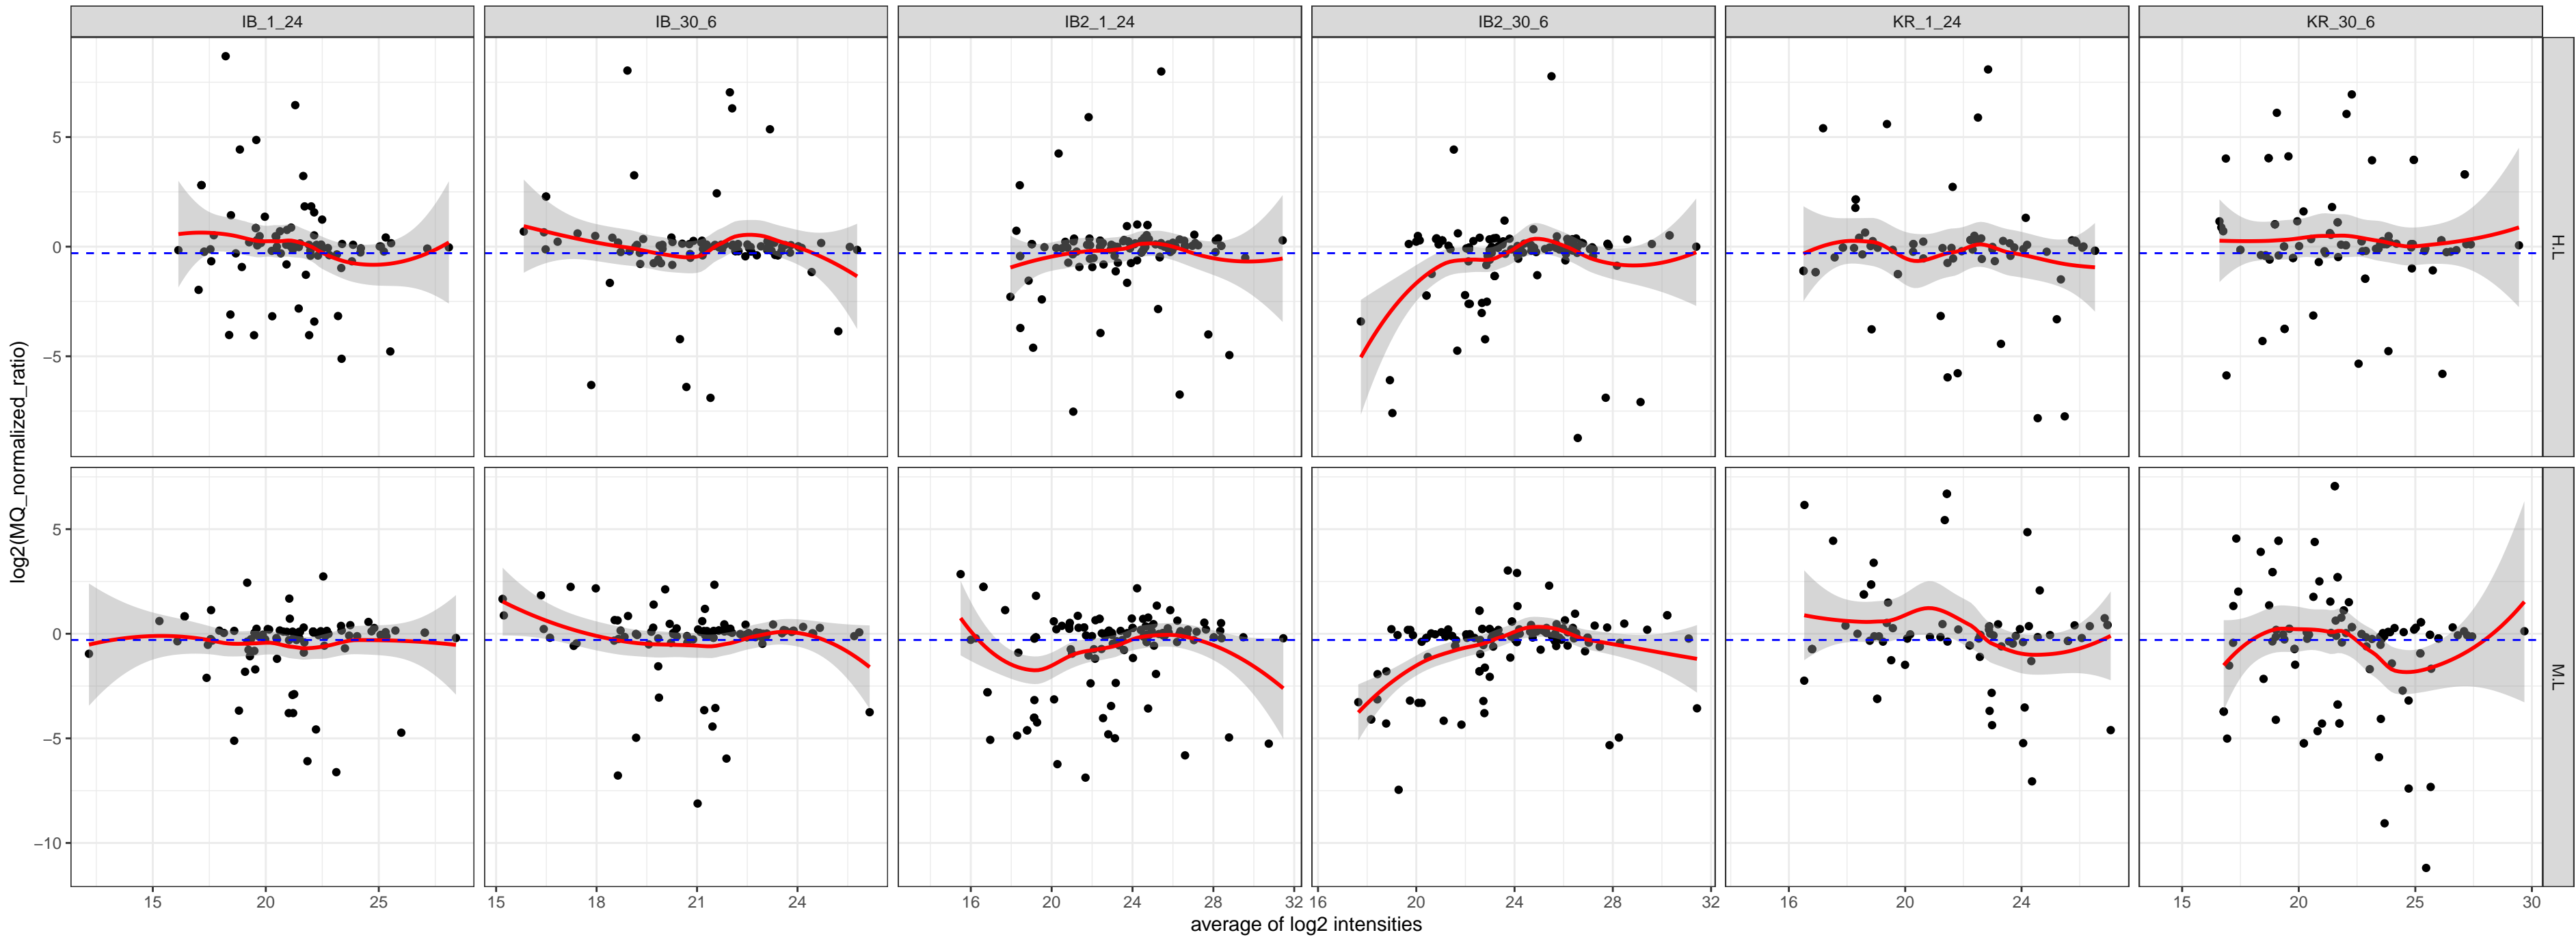 IB_1_24 IB_30_6 IB2_1_24 IB2_30_6 KR_1_24 KR_30_6
5
0
−5
H.L
log2(MQ_normalized_ratio)
5
0
−5
−10
M.L
15 20 25 15 18 21 24 16 20 24 28 32 16 20 24 28 32 16 20 24 15 20 25 30
average of log2 intensities